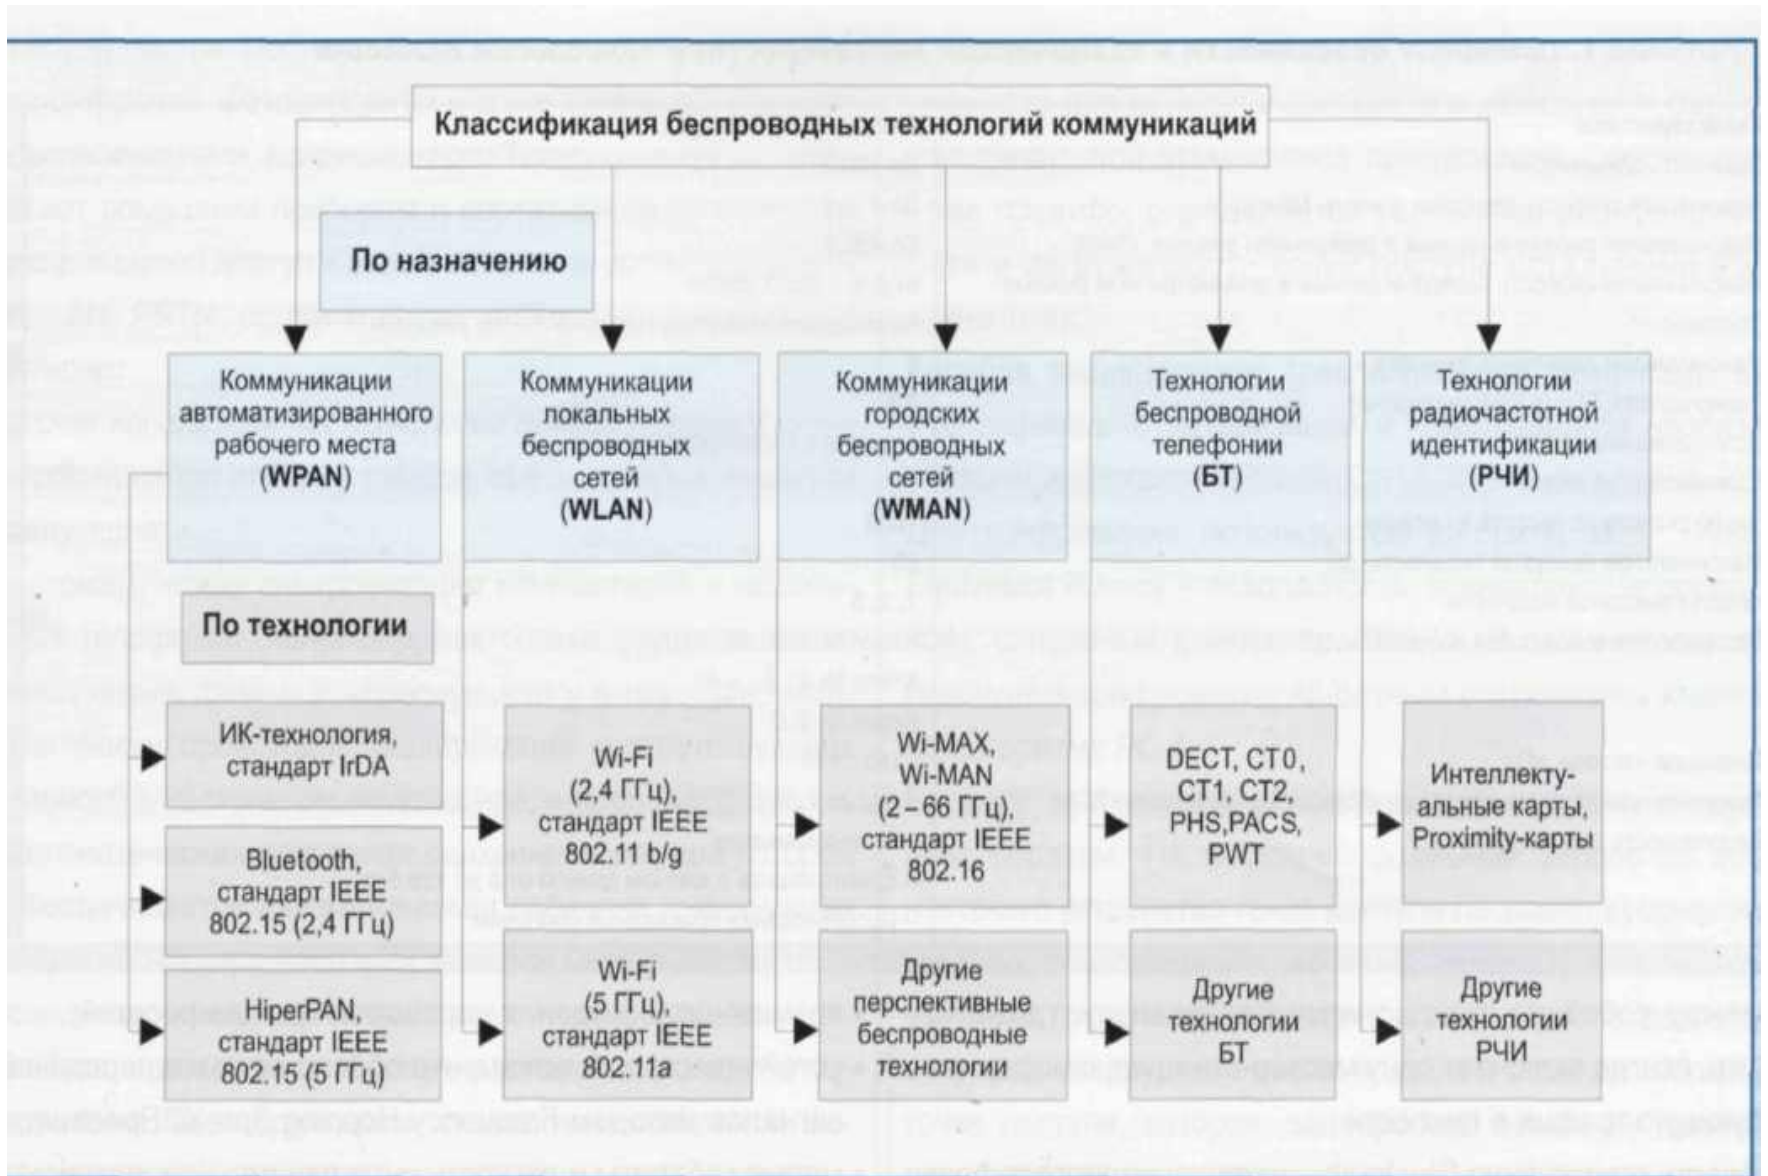 Классификация беспроводных технологий коммуникаций
По назначению
Коммуникации
автоматизированного
рабочего места
(WPAN)
Коммуникации
локальных
беспроводных
сетей
(WLAN)
Коммуникации
городских
беспроводных
сетей
(WMAN)
Технологии
беспроводной
телефонии
(БТ)
Технологии
радиочастотной
идентификации
(РЧИ)
По технологии
ИК-технология,
стандарт IrDA
Bluetooth,
стандарт IEEE
802.15 (2,4 ГГц)
HiperPAN,
стандарт IEEE
802.15 (5 ГГц)
Wi-Fi
(2,4 ГГц),
стандарт IEEE
802.11 b/g
Wi-Fi
(5 ГГц),
стандарт IEEE
802.11a
Wi-MAX,
Wi-MAN
(2–66 ГГц),
стандарт IEEE
802.16
Другие
перспективные
беспроводные
технологии
DECT, CT0,
CT1, CT2,
PHS,PACS,
PWT
Другие
технологии
БТ
Интеллекту-
альные карты,
Proximity-карты
Другие
технологии
РЧИ